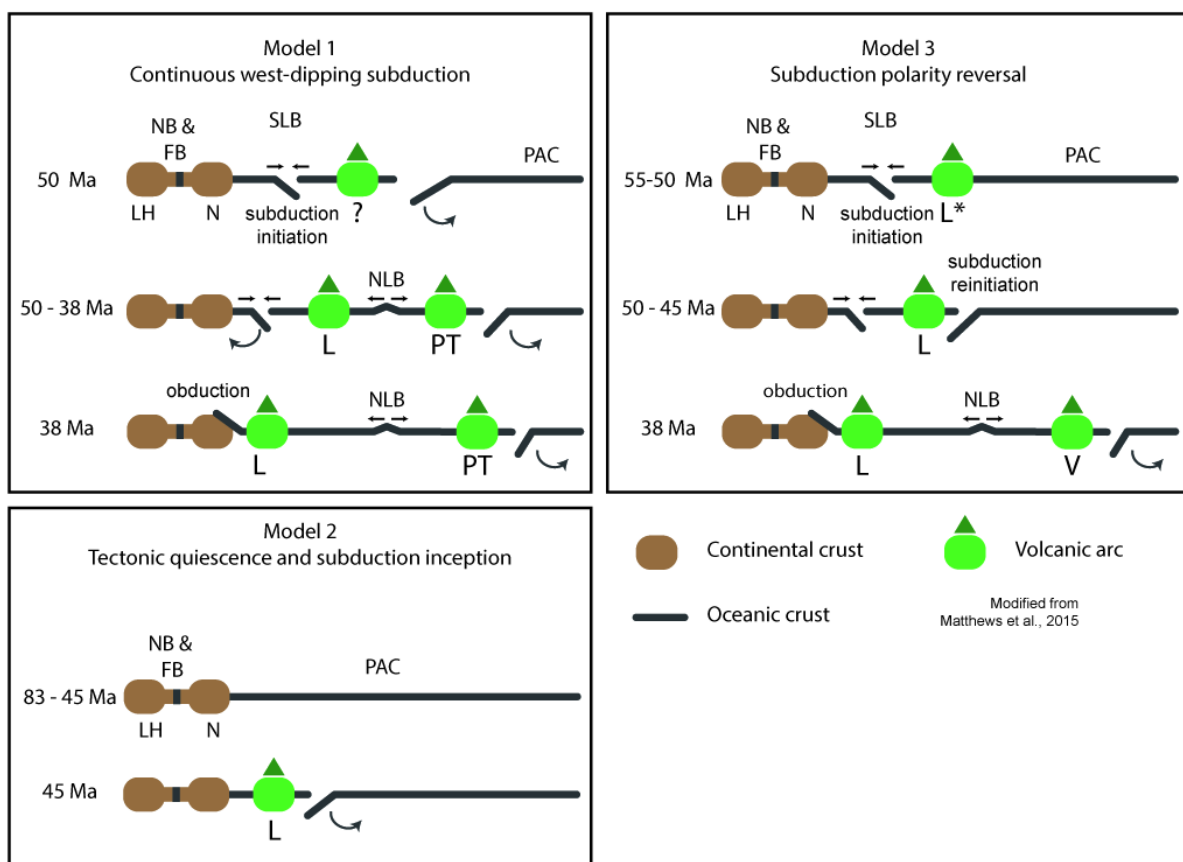 Model 1
Continuous west-dipping subduction
NB &
FB
SLB
PAC
50 Ma
LH
N
subduction
initiation
?
NLB
50 - 38 Ma
L
PT
obduction
NLB
38 Ma
L
PT
Model 3
Subduction polarity reversal
NB &
FB
SLB
PAC
55-50 Ma
LH
N
subduction
initiation
L*
subduction
reinitiation
50 - 45 Ma
L
obduction
NLB
38 Ma
L
V
Model 2
Tectonic quiescence and subduction inception
NB &
FB
PAC
83 - 45 Ma
LH
N
45 Ma
L
Continental crust
Volcanic arc
Oceanic crust
Modified from
Matthews et al., 2015